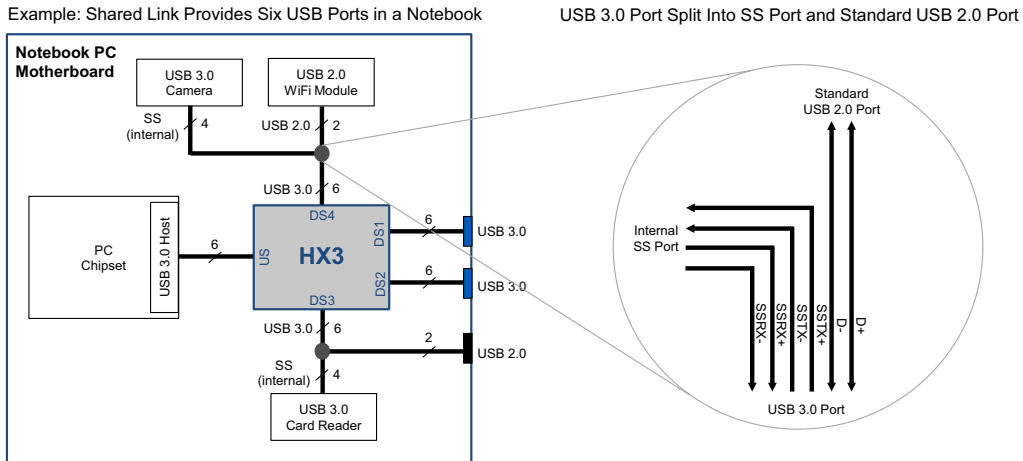 Example: Shared Link Provides Six USB Ports in a Notebook
USB 3.0 Port Split Into SS Port and Standard USB 2.0 Port
Notebook PC
Motherboard
USB 3.0
Camera
USB 2.0
WiFi Module
SS
(internal)
4
USB 2.0
2
USB 3.0
6
PC
Chipset
USB 3.0 Host
6
US
DS4
HX3
DS1
DS2
DS3
6
USB 3.0
6
USB 3.0
USB 3.0
6
2
USB 2.0
SS
(internal)
4
USB 3.0
Card Reader
Standard
USB 2.0 Port
Internal
SS Port
SSRX-
SSRX+
SSTX-
SSTX+
D-
D+
USB 3.0 Port